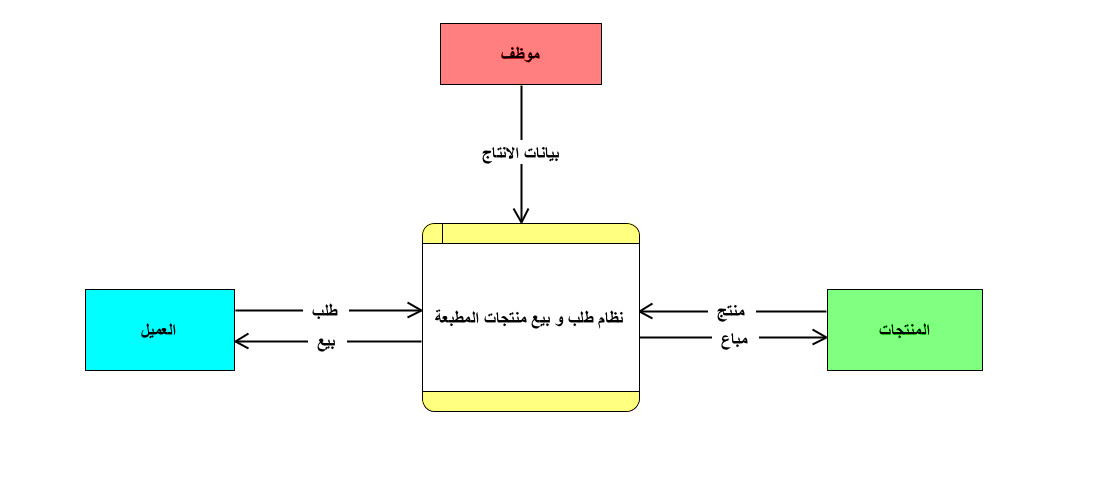 موظف
بيانات الانتاج
نظام طلب و بيع منتجات المطبعة
المنتجات
منتج
مباع
طلب
بيع
العميل